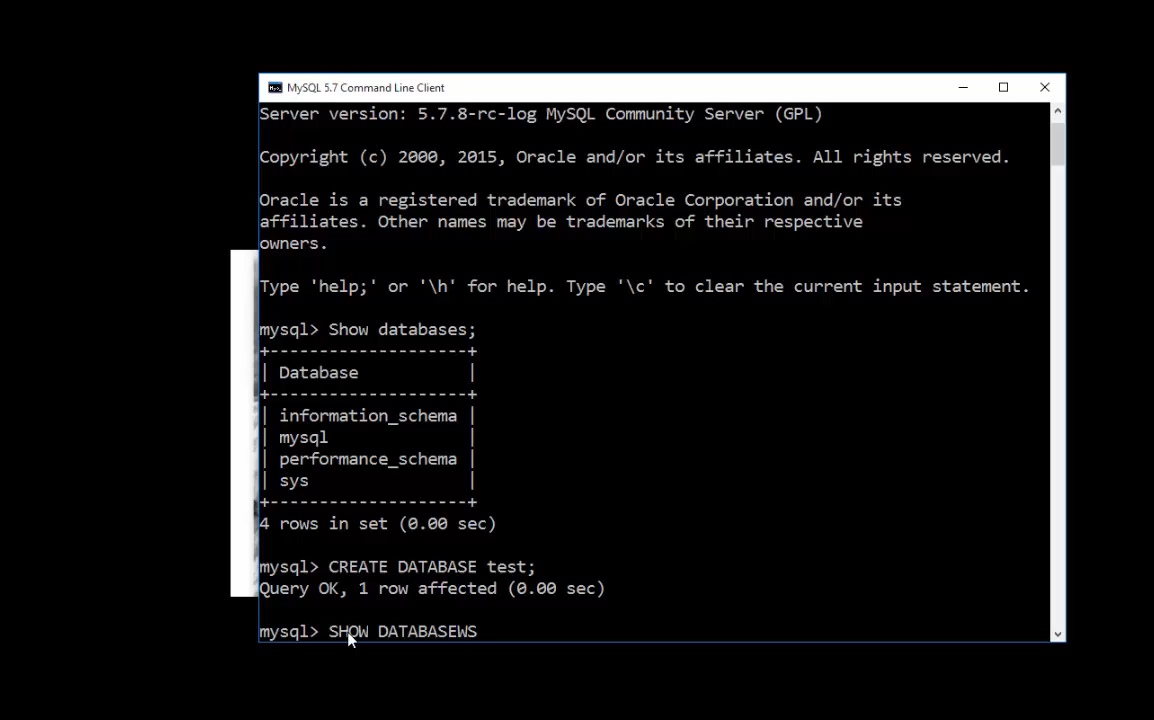 MySQL 5.7 Command Line Client
Server version: 5.7.8-rc-log MySQL Community Server (GPL)
Copyright (c) 2000, 2015, Oracle and/or its affiliates. All rights reserved.
Oracle is a registered trademark of Oracle Corporation and/or its
affiliates. Other names may be trademarks of their respective
owners.
Type 'help;' or '\h' for help. Type '\c' to clear the current input statement.
mysql> Show databases;
+--------------------+
| Database           |
+--------------------+
| information_schema |
| mysql              |
| performance_schema |
| sys                |
+--------------------+
4 rows in set (0.00 sec)
mysql> CREATE DATABASE test;
Query OK, 1 row affected (0.00 sec)
mysql> SHOW DATABASEWS